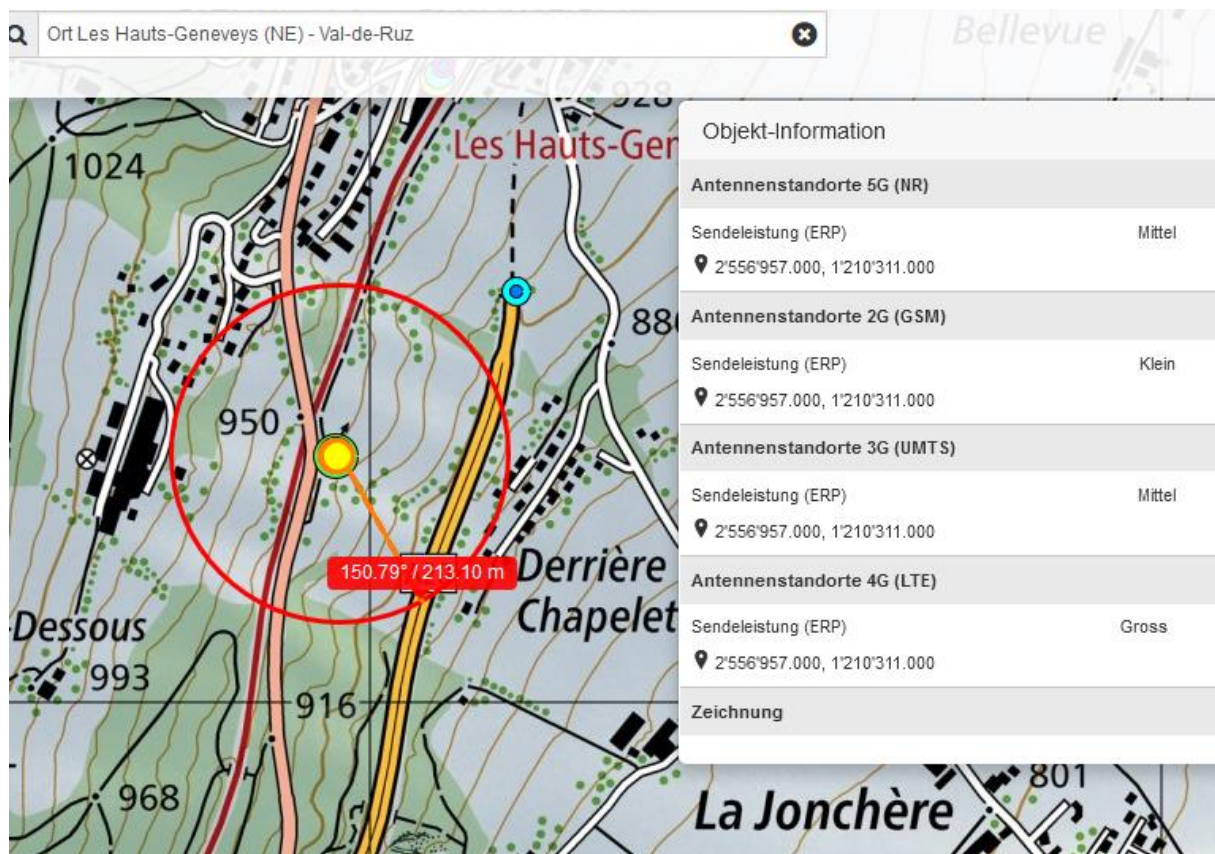 Ort Les Hauts-Geneveys (NE) - Val-de-Ruz
Bellevue
928
Les Hauts-Gen
1024
88
950
150.79° / 213.10 m
Derrière
Chapelet
Dessous
993
916
968
801
La Jonchère
Objekt-Information
Antennenstandorte 5G (NR)
Sendeleistung (ERP) Mittel
2'556'957.000, 1'210'311.000
Antennenstandorte 2G (GSM)
Sendeleistung (ERP) Klein
2'556'957.000, 1'210'311.000
Antennenstandorte 3G (UMTS)
Sendeleistung (ERP) Mittel
2'556'957.000, 1'210'311.000
Antennenstandorte 4G (LTE)
Sendeleistung (ERP) Gross
2'556'957.000, 1'210'311.000
Zeichnung